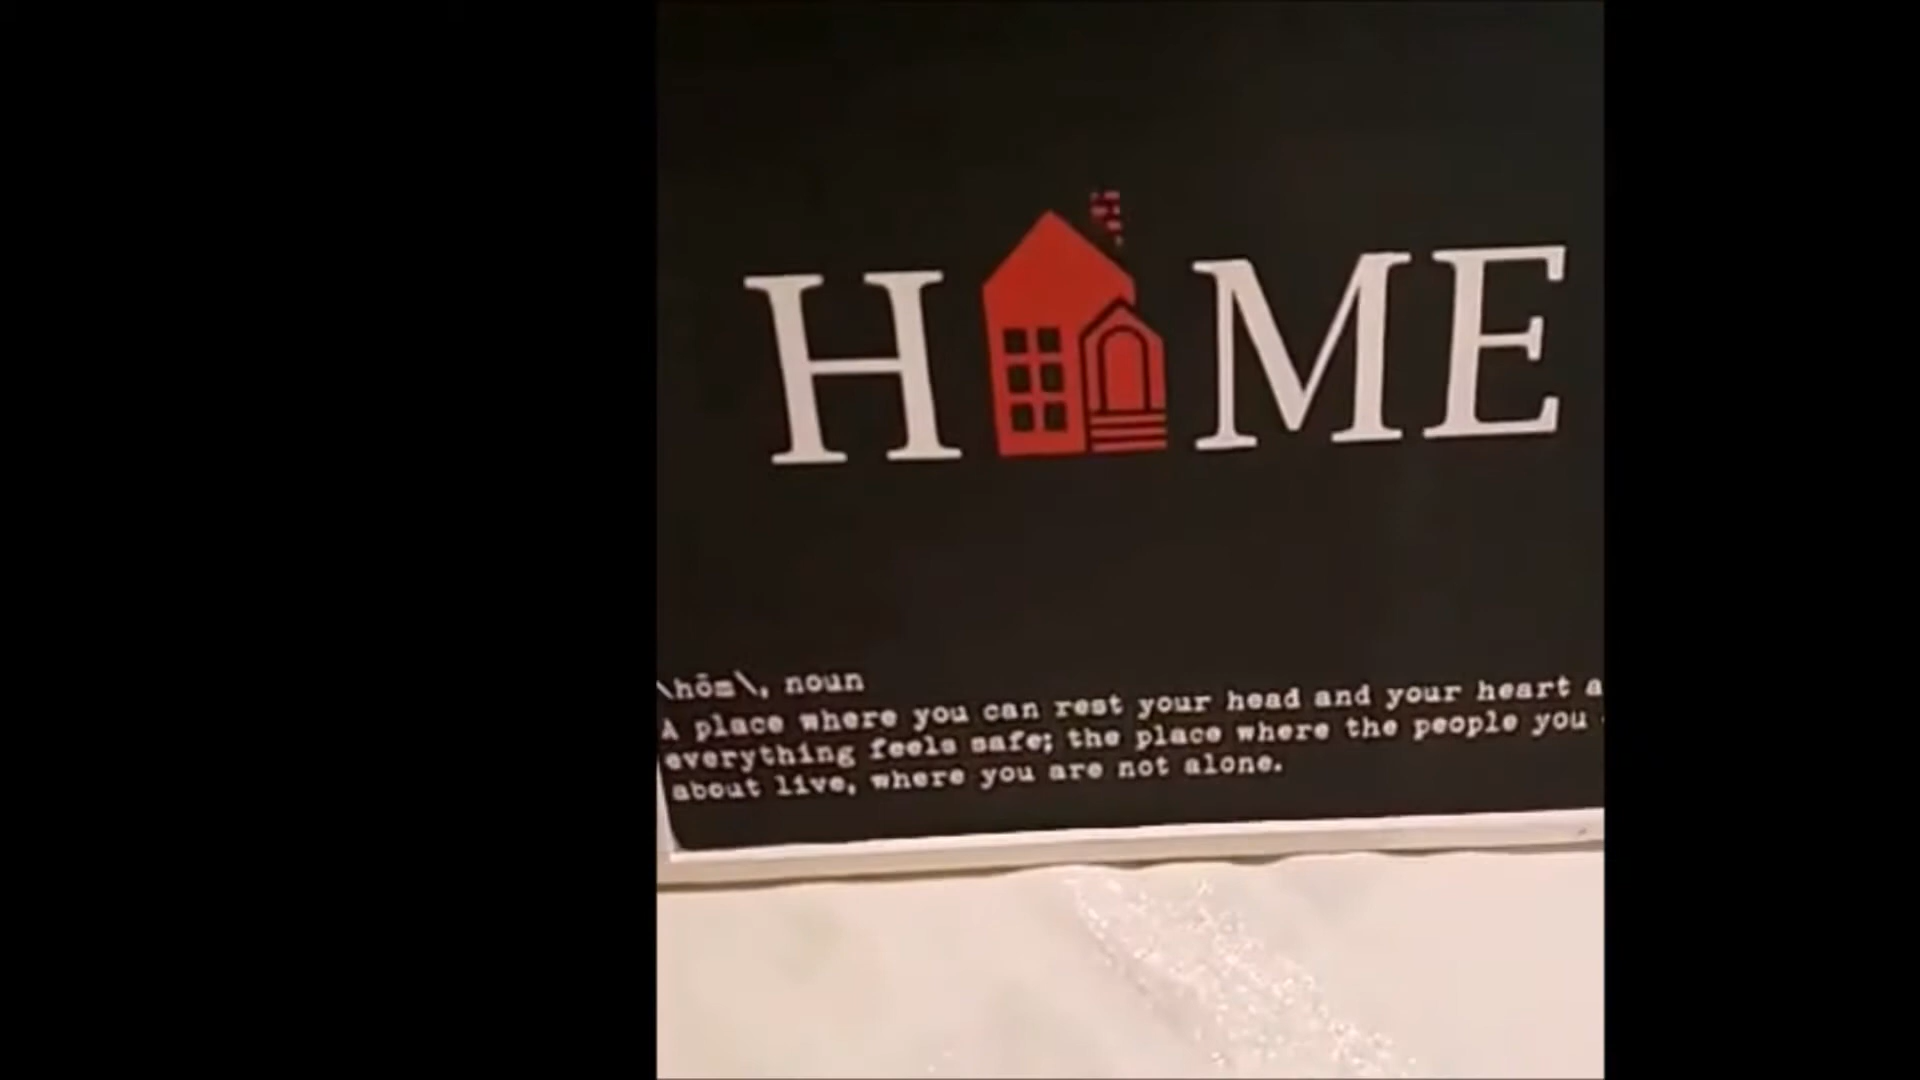 HOME
\hōm\, noun
A place where you can rest your head and your heart a
everything feels safe; the place where the people you
about live, where you are not alone.